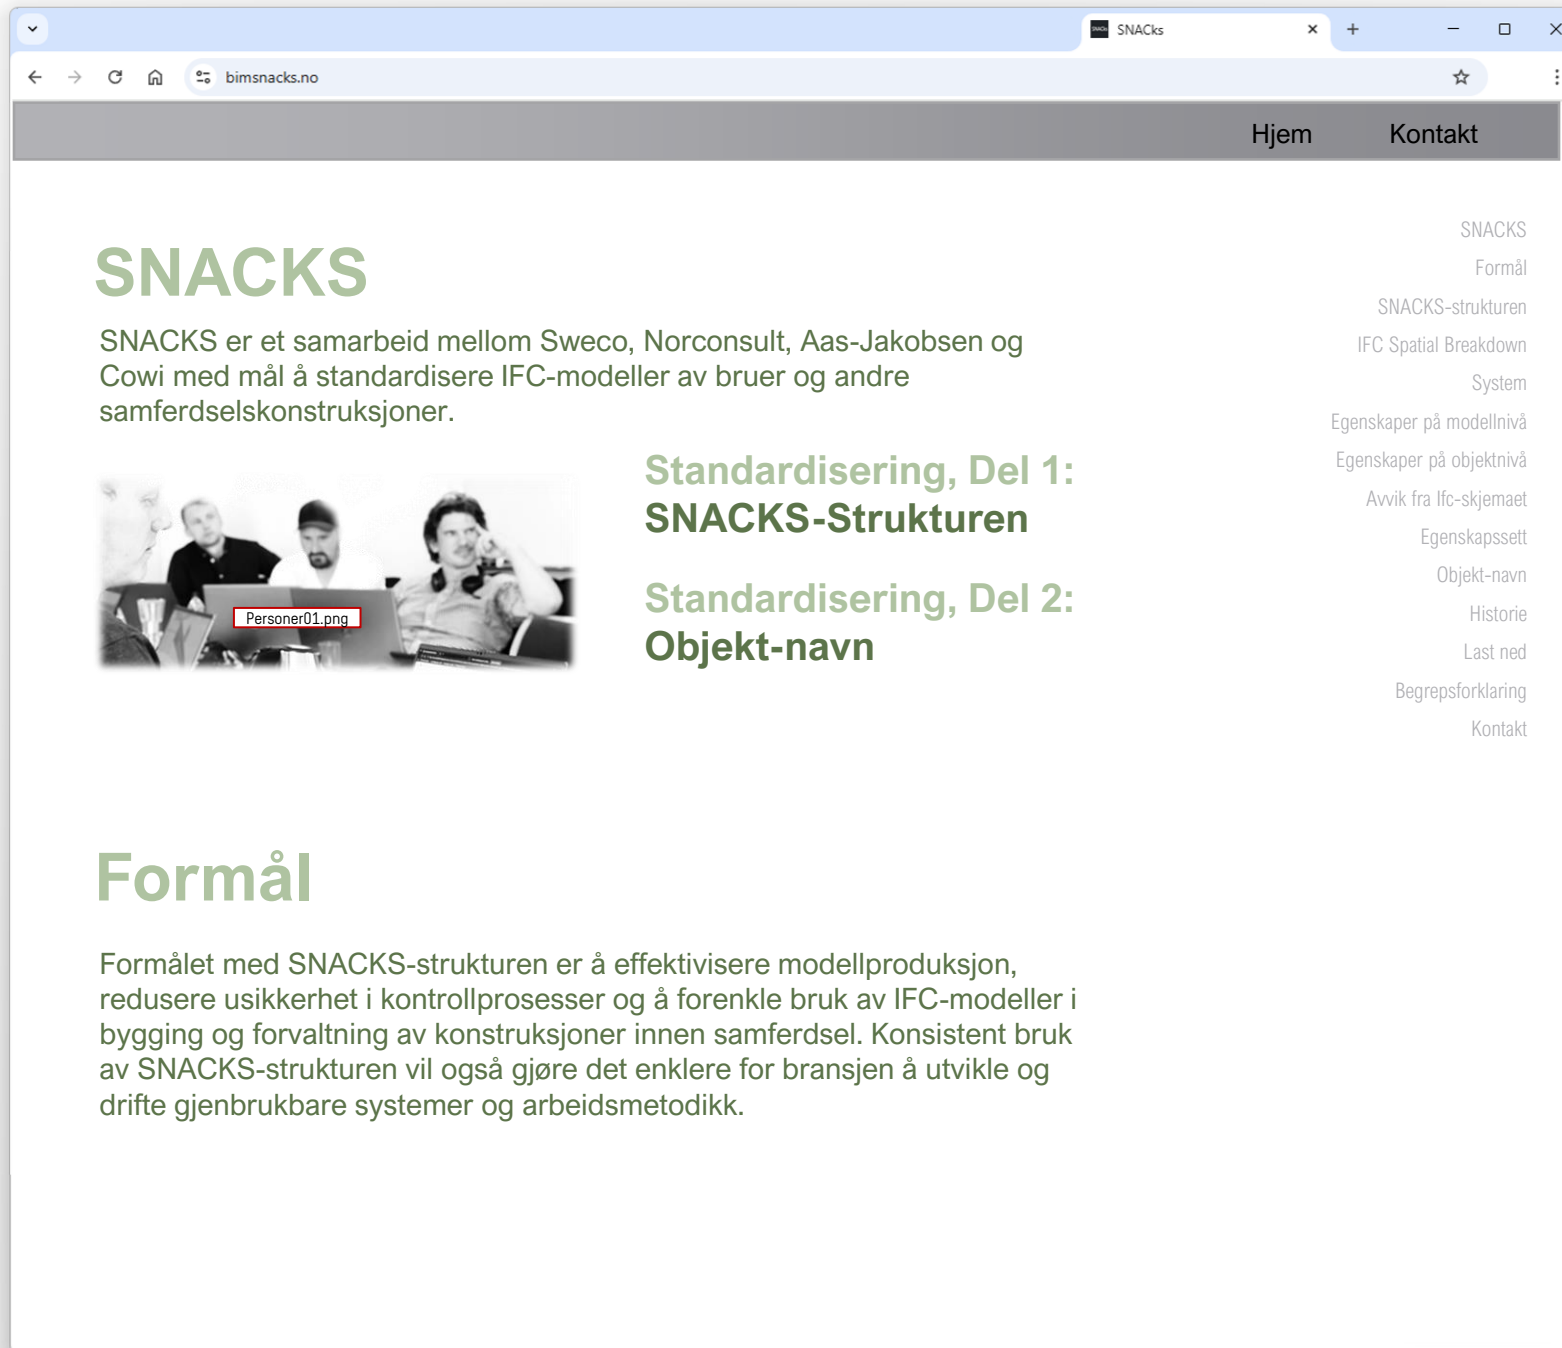 SNACks
bimsnacks.no
Hjem Kontakt
SNACKS
SNACKS er et samarbeid mellom Sweco, Norconsult, Aas-Jakobsen og
Cowi med mål å standardisere IFC-modeller av bruer og andre
samferdselskonstruksjoner.
Personer01.png
Standardisering, Del 1:
SNACKS-Strukturen
Standardisering, Del 2:
Objekt-navn
Formål
Formålet med SNACKS-strukturen er å effektivisere modellproduksjon,
redusere usikkerhet i kontrollprosesser og å forenkle bruk av IFC-modeller i
bygging og forvaltning av konstruksjoner innen samferdsel. Konsistent bruk
av SNACKS-strukturen vil også gjøre det enklere for bransjen å utvikle og
drifte gjenbrukbare systemer og arbeidsmetodikk.
SNACKS
Formål
SNACKS-strukturen
IFC Spatial Breakdown
System
Egenskaper på modellnivå
Egenskaper på objektnivå
Avvik fra Ifc-skjemaet
Egenskapssett
Objekt-navn
Historie
Last ned
Begrepsforklaring
Kontakt